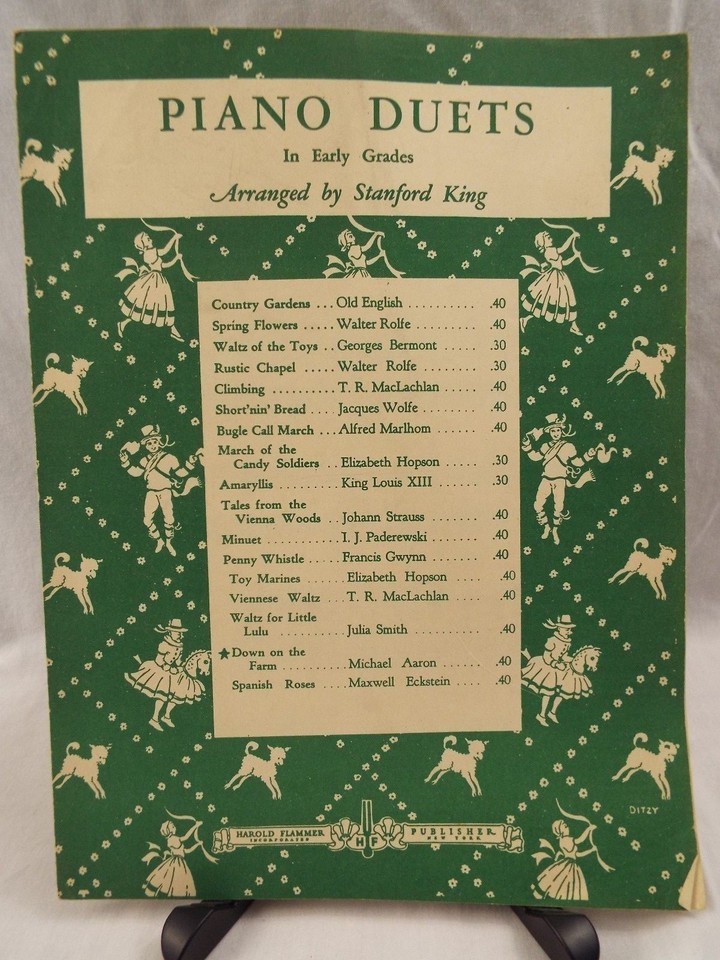 PIANO DUETS
In Early Grades
Arranged by Stanford King
Country Gardens ... Old English ......... .40
Spring Flowers ..... Walter Rolfe ......... .40
Waltz of the Toys .. Georges Bermont ..... .30
Rustic Chapel ..... Walter Rolfe ........ .30
Climbing .......... T. R. MacLachlan ..... .40
Short'nin' Bread .... Jacques Wolfe ........ .40
Bugle Call March ... Alfred Marlhom ..... .40
March of the
Candy Soldiers .. Elizabeth Hopson ..... .30
Amaryllis ......... King Louis XIII ....... .30
Tales from the
Vienna Woods .. Johann Strauss ....... .40
Minuet ........... I. J. Paderewski ....... .40
Penny Whistle ..... Francis Gwynn ....... .40
Toy Marines ...... Elizabeth Hopson .... .40
Viennese Waltz ... T. R. MacLachlan .... .40
Waltz for Little
Lulu .......... Julia Smith .......... .40
★Down on the
Farm .......... Michael Aaron ...... .40
Spanish Roses .... Maxwell Eckstein .... .40
DITZY
HAROLD FLAMMER INCORPORATED HF PUBLISHER NEW YORK